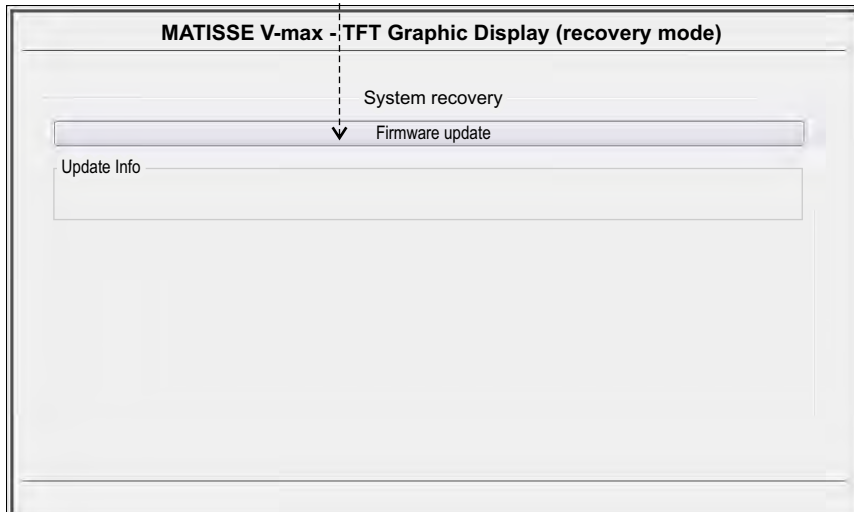 MATISSE V-max - TFT Graphic Display (recovery mode)
System recovery
Firmware update
Update Info